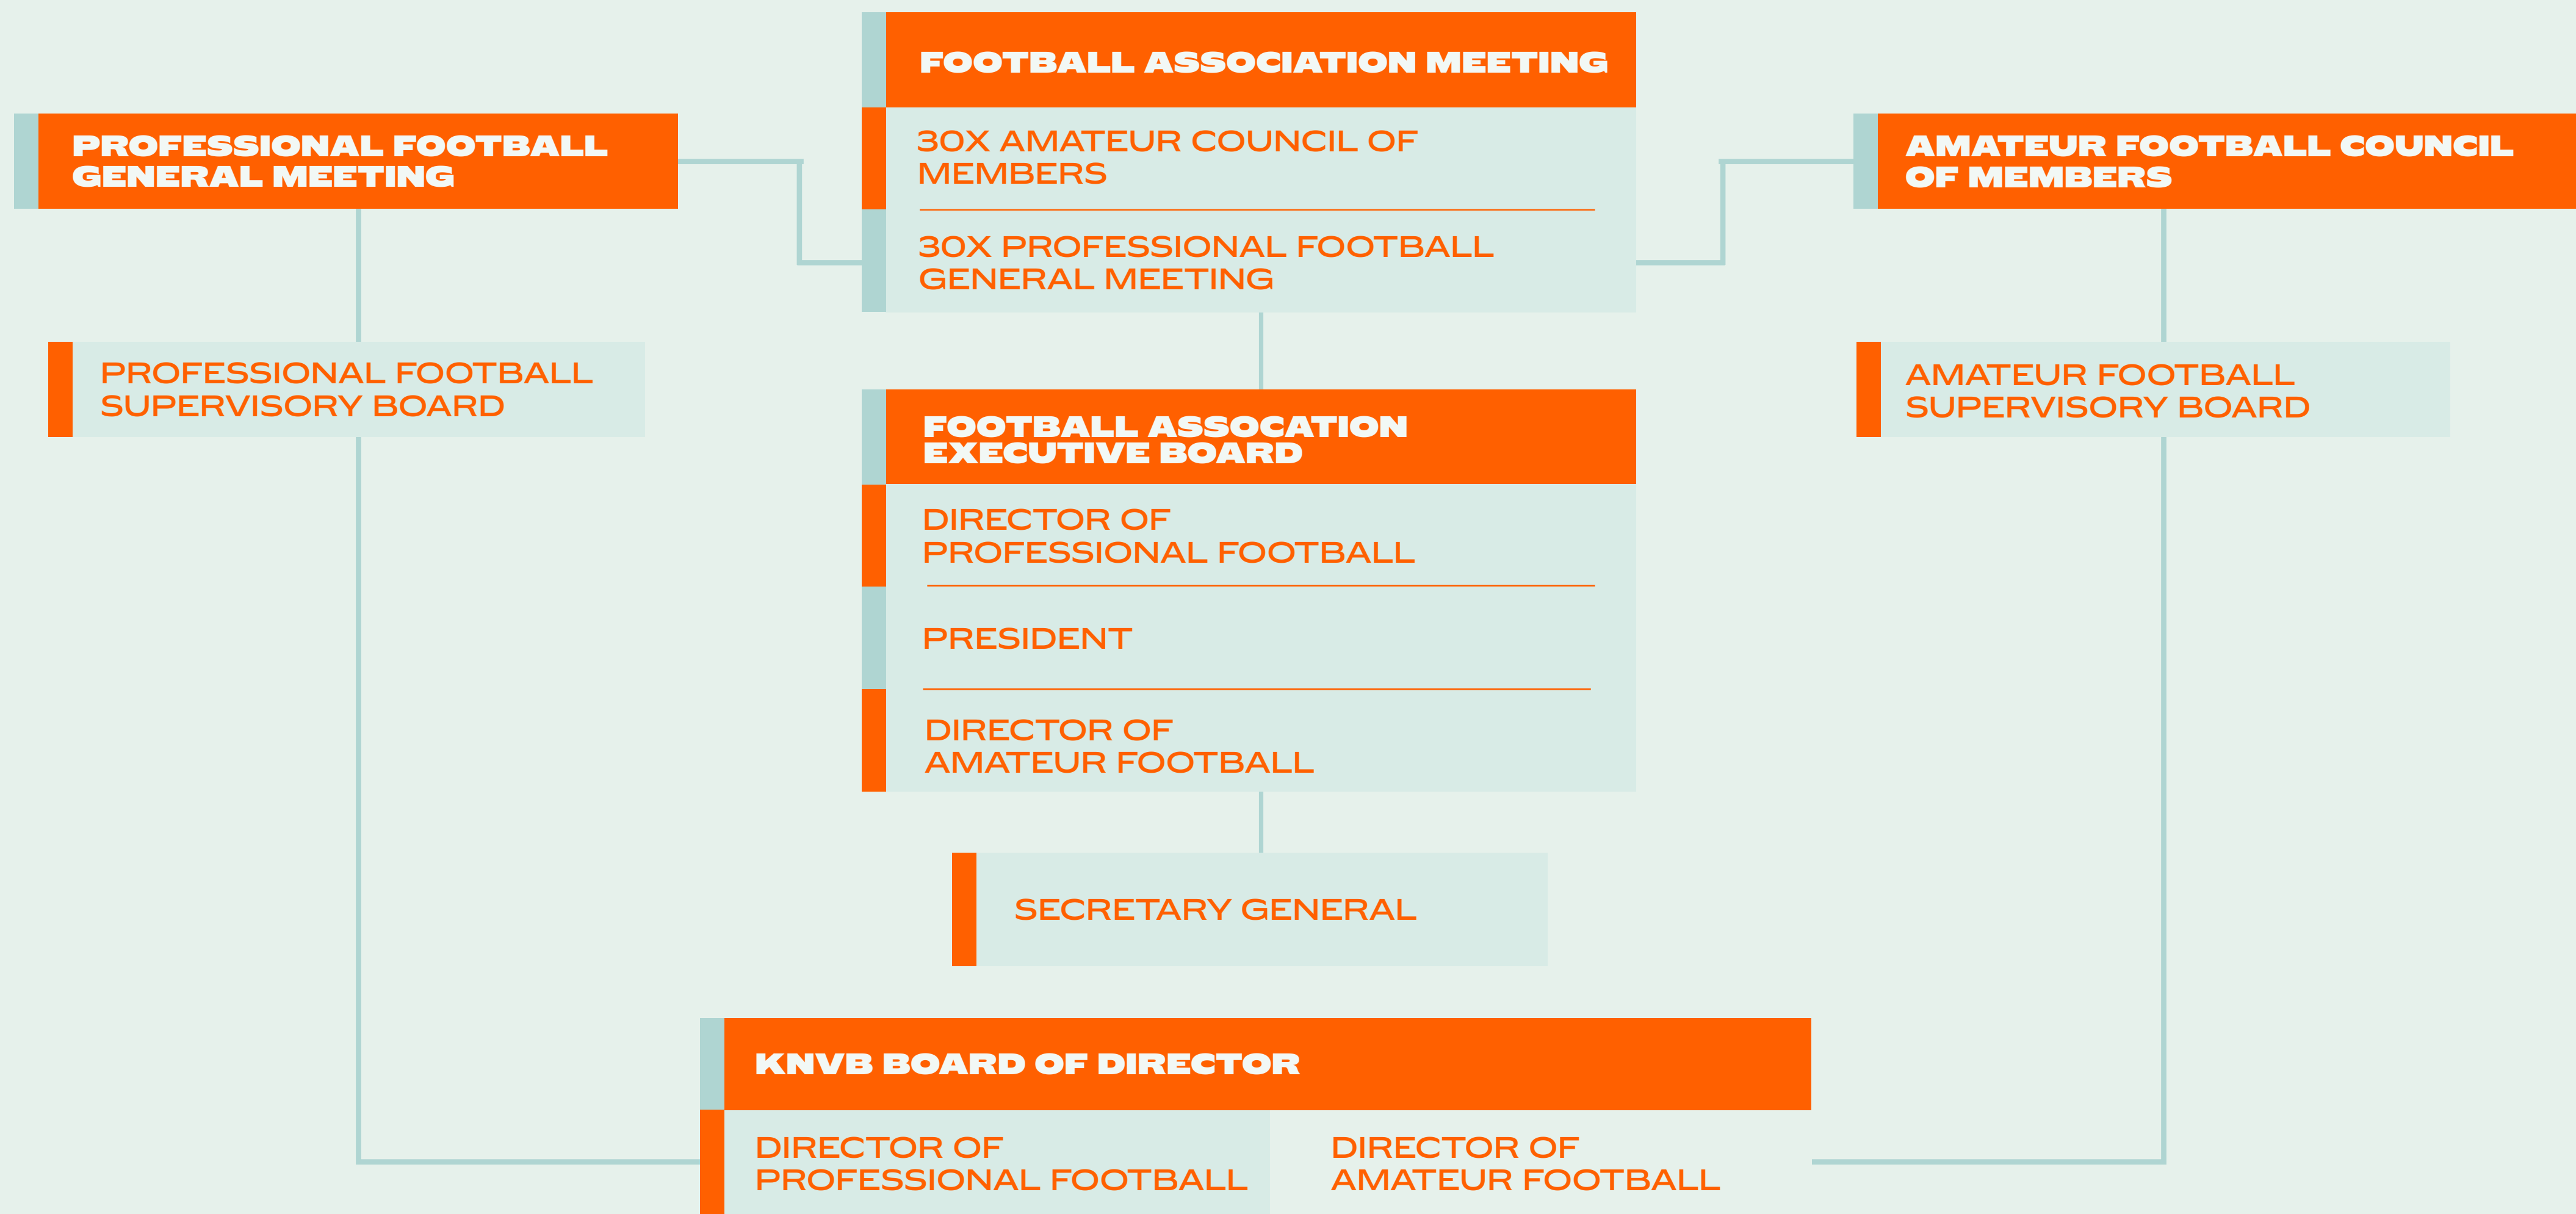 FOOTBALL ASSOCIATION MEETING
30X AMATEUR COUNCIL OF
MEMBERS
30X PROFESSIONAL FOOTBALL
GENERAL MEETING
PROFESSIONAL FOOTBALL
GENERAL MEETING
AMATEUR FOOTBALL COUNCIL
OF MEMBERS
PROFESSIONAL FOOTBALL
SUPERVISORY BOARD
AMATEUR FOOTBALL
SUPERVISORY BOARD
FOOTBALL ASSOCATION
EXECUTIVE BOARD
DIRECTOR OF
PROFESSIONAL FOOTBALL
PRESIDENT
DIRECTOR OF
AMATEUR FOOTBALL
SECRETARY GENERAL
KNVB BOARD OF DIRECTOR
DIRECTOR OF
PROFESSIONAL FOOTBALL
DIRECTOR OF
AMATEUR FOOTBALL